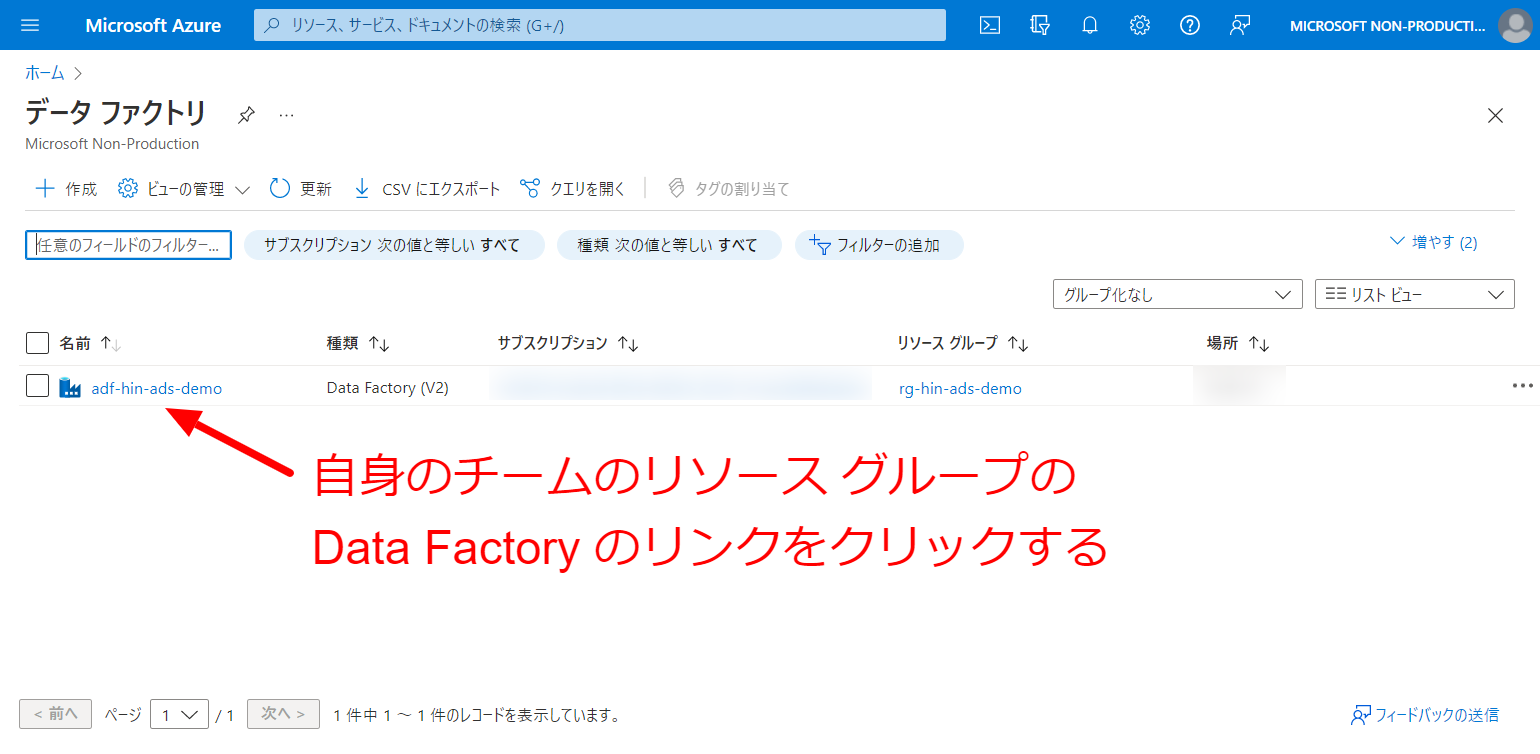 Microsoft Azure
リソース、サービス、ドキュメントの検索 (G+/)
MICROSOFT NON-PRODUCTI...
ホーム
データ ファクトリ
Microsoft Non-Production
作成 ビューの管理 更新 CSV にエクスポート クエリを開く タグの割り当て
任意のフィールドのフィルター... サブスクリプション 次の値と等しい すべて 種類 次の値と等しい すべて フィルターの追加 増やす (2)
グループ化なし リスト ビュー
名前 種類 サブスクリプション リソース グループ 場所
adf-hin-ads-demo Data Factory (V2) rg-hin-ads-demo
自身のチームのリソース グループの
Data Factory のリンクをクリックする
< 前へ ページ 1 / 1 次へ > 1 件中 1 ～ 1 件のレコードを表示しています。 フィードバックの送信